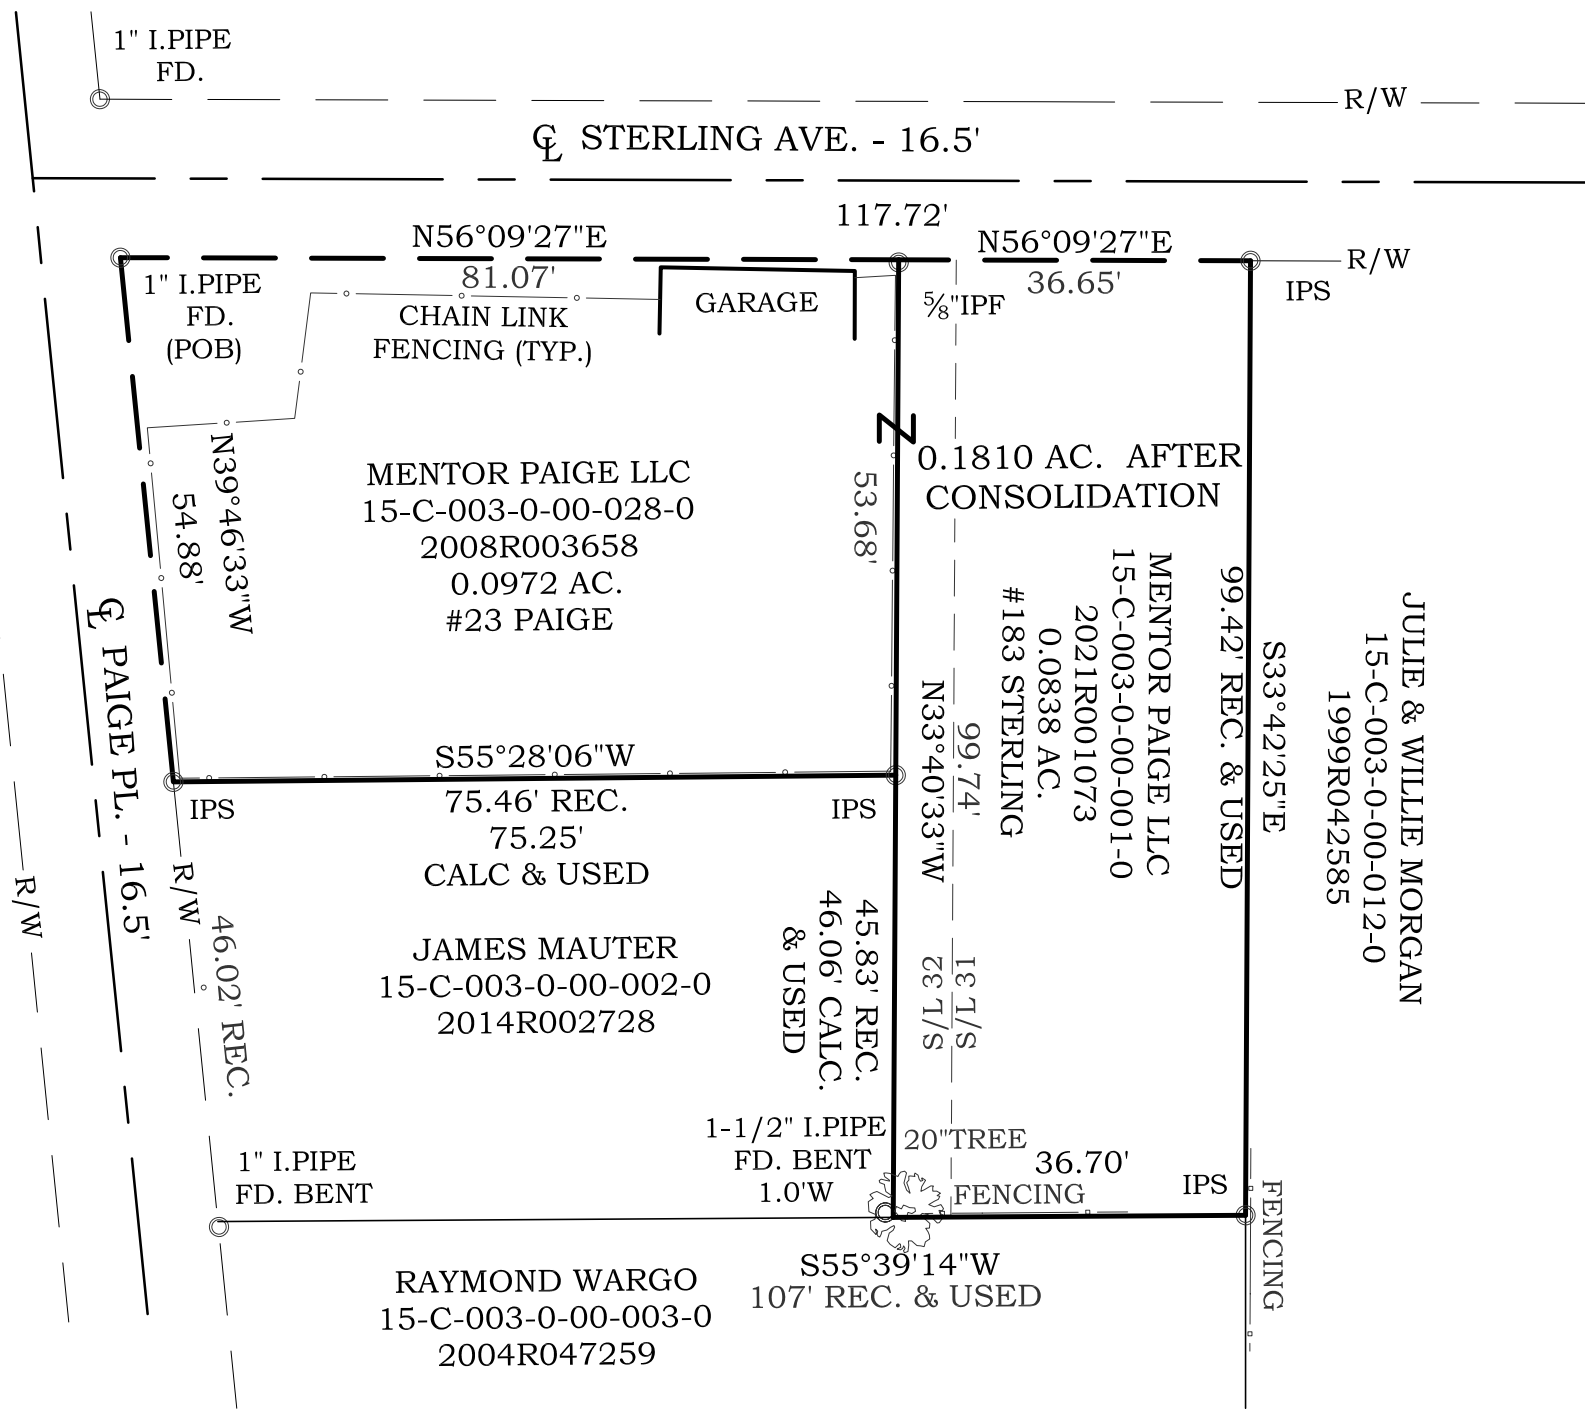 1" I.PIPE
FD.
R/W
℄ STERLING AVE. - 16.5'
117.72'
N56°09'27"E
81.07'
N56°09'27"E
36.65'
R/W
IPS
1" I.PIPE
FD.
(POB)
CHAIN LINK
FENCING (TYP.)
GARAGE
⅝"IPF
N39°46'33"W
54.88'
MENTOR PAIGE LLC
15-C-003-0-00-028-0
2008R003658
0.0972 AC.
#23 PAIGE
53.68'
0.1810 AC. AFTER
CONSOLIDATION
MENTOR PAIGE LLC
15-C-003-0-00-001-0
2021R001073
0.0838 AC.
#183 STERLING
99.42' REC. & USED
S33°42'25"E
JULIE & WILLIE MORGAN
15-C-003-0-00-012-0
1999R042585
℄ PAIGE PL. - 16.5'
S55°28'06"W
75.46' REC.
75.25'
CALC & USED
IPS
IPS
N33°40'33"W
99.74'
R/W
R/W
46.02' REC.
JAMES MAUTER
15-C-003-0-00-002-0
2014R002728
45.83' REC.
46.06' CALC.
& USED
S/L 31
S/L 32
1" I.PIPE
FD. BENT
1-1/2" I.PIPE
FD. BENT
1.0'W
20"TREE
36.70'
FENCING
IPS
FENCING
S55°39'14"W
107' REC. & USED
RAYMOND WARGO
15-C-003-0-00-003-0
2004R047259